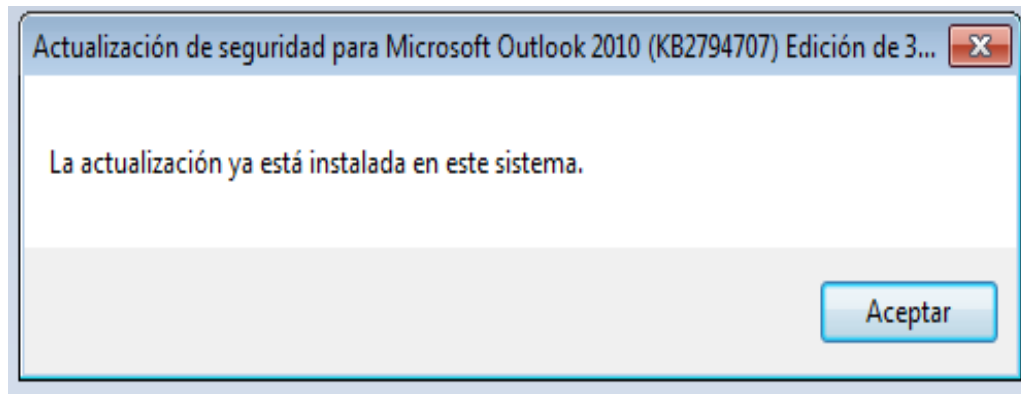 Actualización de seguridad para Microsoft Outlook 2010 (KB2794707) Edición de 3...
La actualización ya está instalada en este sistema.
Aceptar